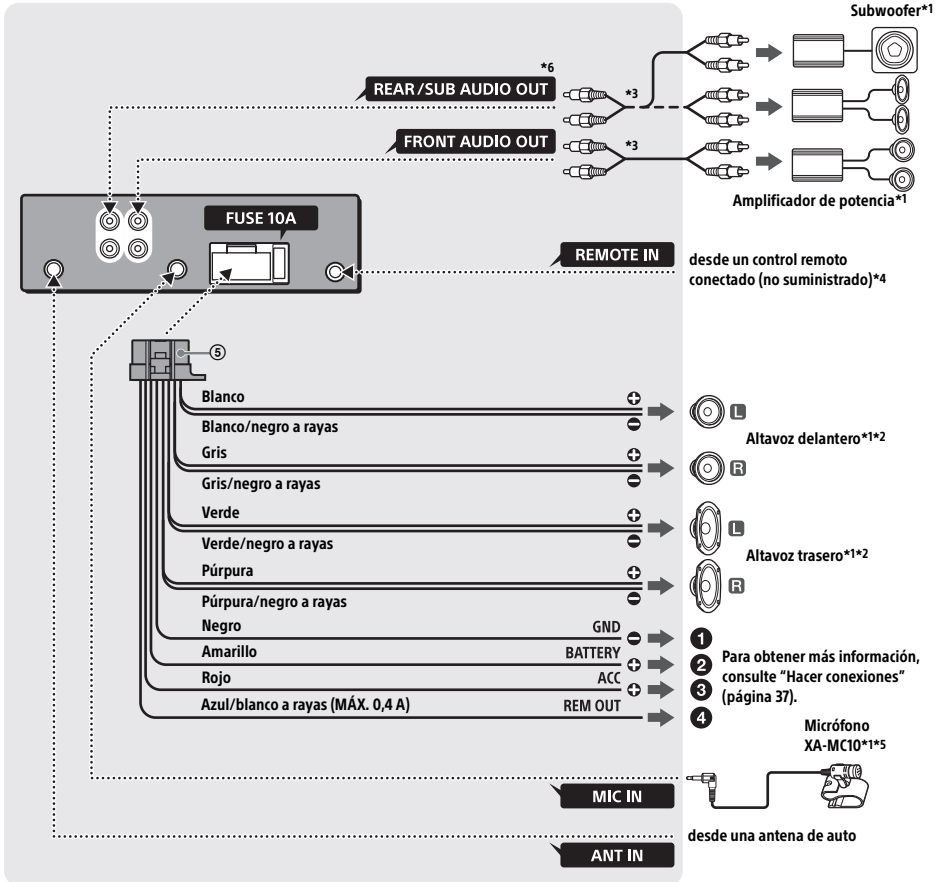 Subwoofer*1
*6
REAR/SUB AUDIO OUT
*3
FRONT AUDIO OUT
*3
Amplificador de potencia*1
FUSE 10A
REMOTE IN
desde un control remoto
conectado (no suministrado)*4
⑤
Blanco
Blanco/negro a rayas
L
Altavoz delantero*1*2
Gris
Gris/negro a rayas
R
Verde
Verde/negro a rayas
L
Altavoz trasero*1*2
Púrpura
Púrpura/negro a rayas
R
Negro
GND
❶
Amarillo
BATTERY
❷
Rojo
ACC
❸
Azul/blanco a rayas (MÁX. 0,4 A)
REM OUT
❹
Para obtener más información,
consulte “Hacer conexiones”
(página 37).
Micrófono
XA-MC10*1*5
MIC IN
desde una antena de auto
ANT IN